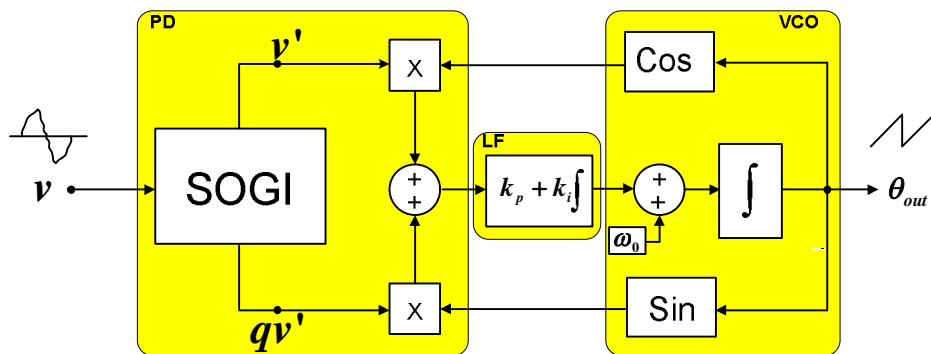 PD
VCO
v'
X
Cos
LF
v
SOGI
+
+
k_p + k_i ∫
+
+
∫
θ_out
ω_0
X
Sin
qv'